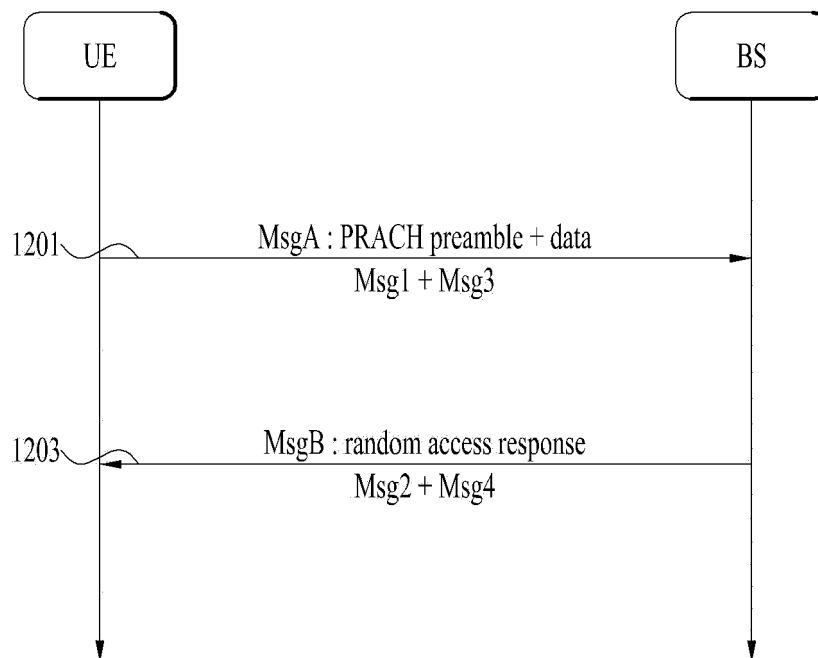 UE
BS
1201
MsgA : PRACH preamble + data
Msg1 + Msg3
1203
MsgB : random access response
Msg2 + Msg4